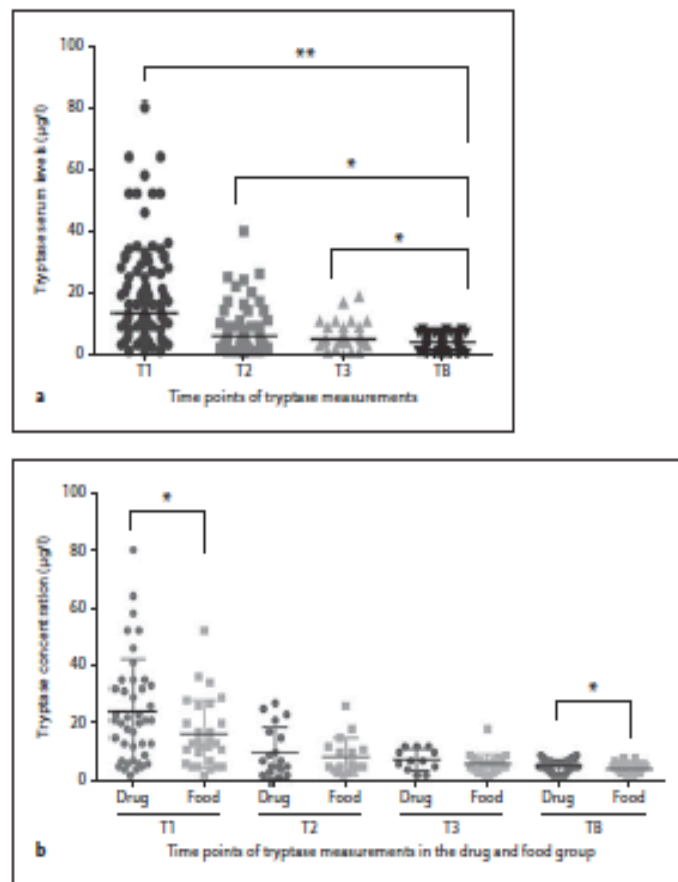 100
**
80
60
*
40
*
20
0
Tryptase serum levels (µg/l)
T1 T2 T3 TB
a Time points of tryptase measurements
100
*
80
60
40
*
20
0
Tryptase concentration (µg/l)
Drug Food Drug Food Drug Food Drug Food
T1 T2 T3 TB
b Time points of tryptase measurements in the drug and food group